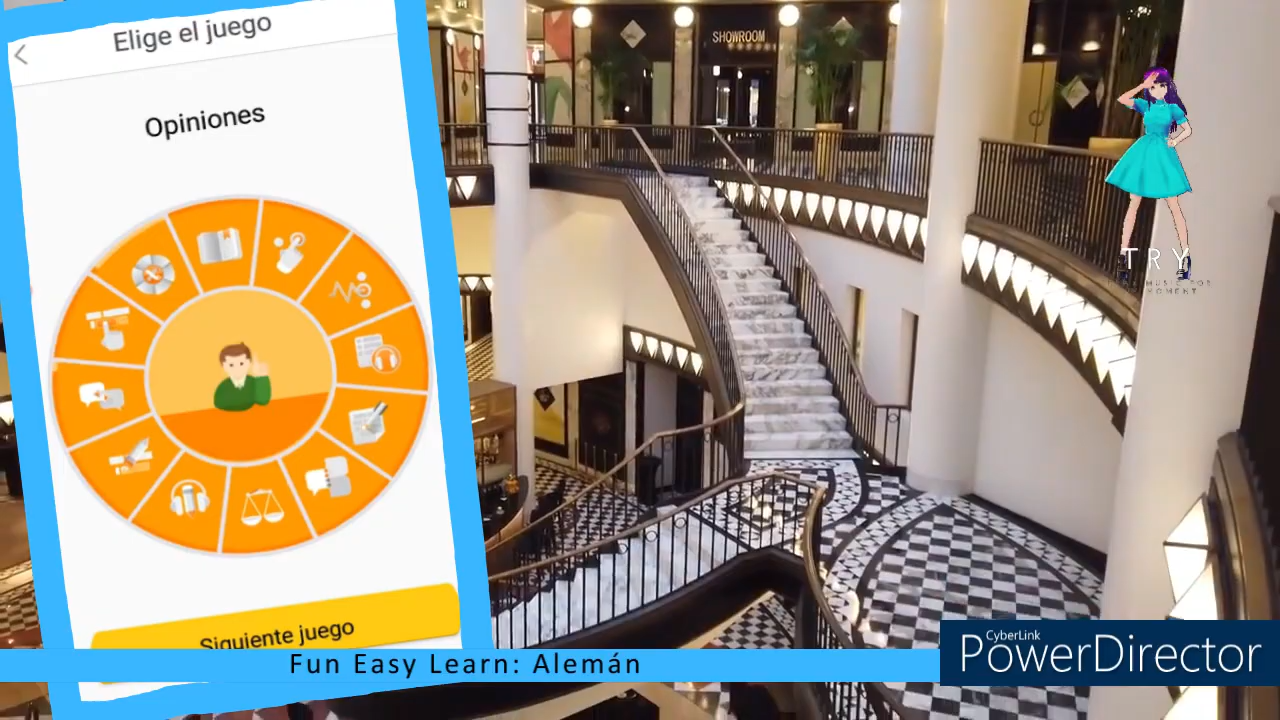 Elige el juego
Opiniones
Siguiente juego
SHOWROOM
TRY
Fun Easy Learn: Alemán
CyberLink
PowerDirector